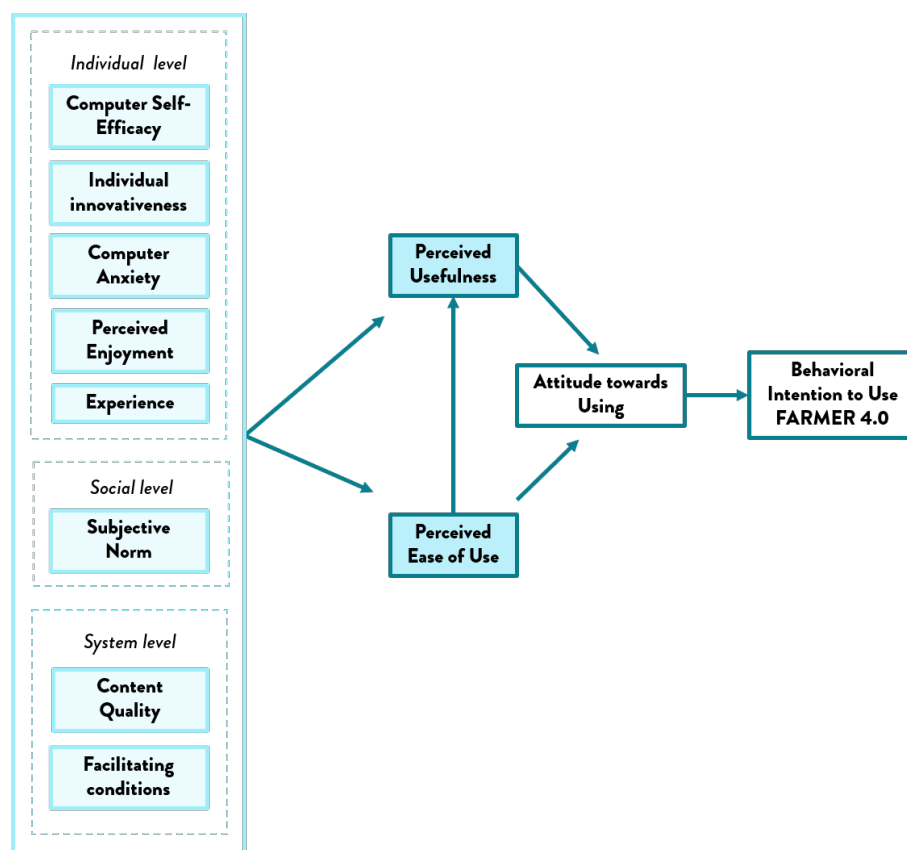 Individual level
Computer Self-
Efficacy
Individual
innovativeness
Computer
Anxiety
Perceived
Enjoyment
Experience
Social level
Subjective
Norm
System level
Content
Quality
Facilitating
conditions
Perceived
Usefulness
Perceived
Ease of Use
Attitude towards
Using
Behavioral
Intention to Use
FARMER 4.0